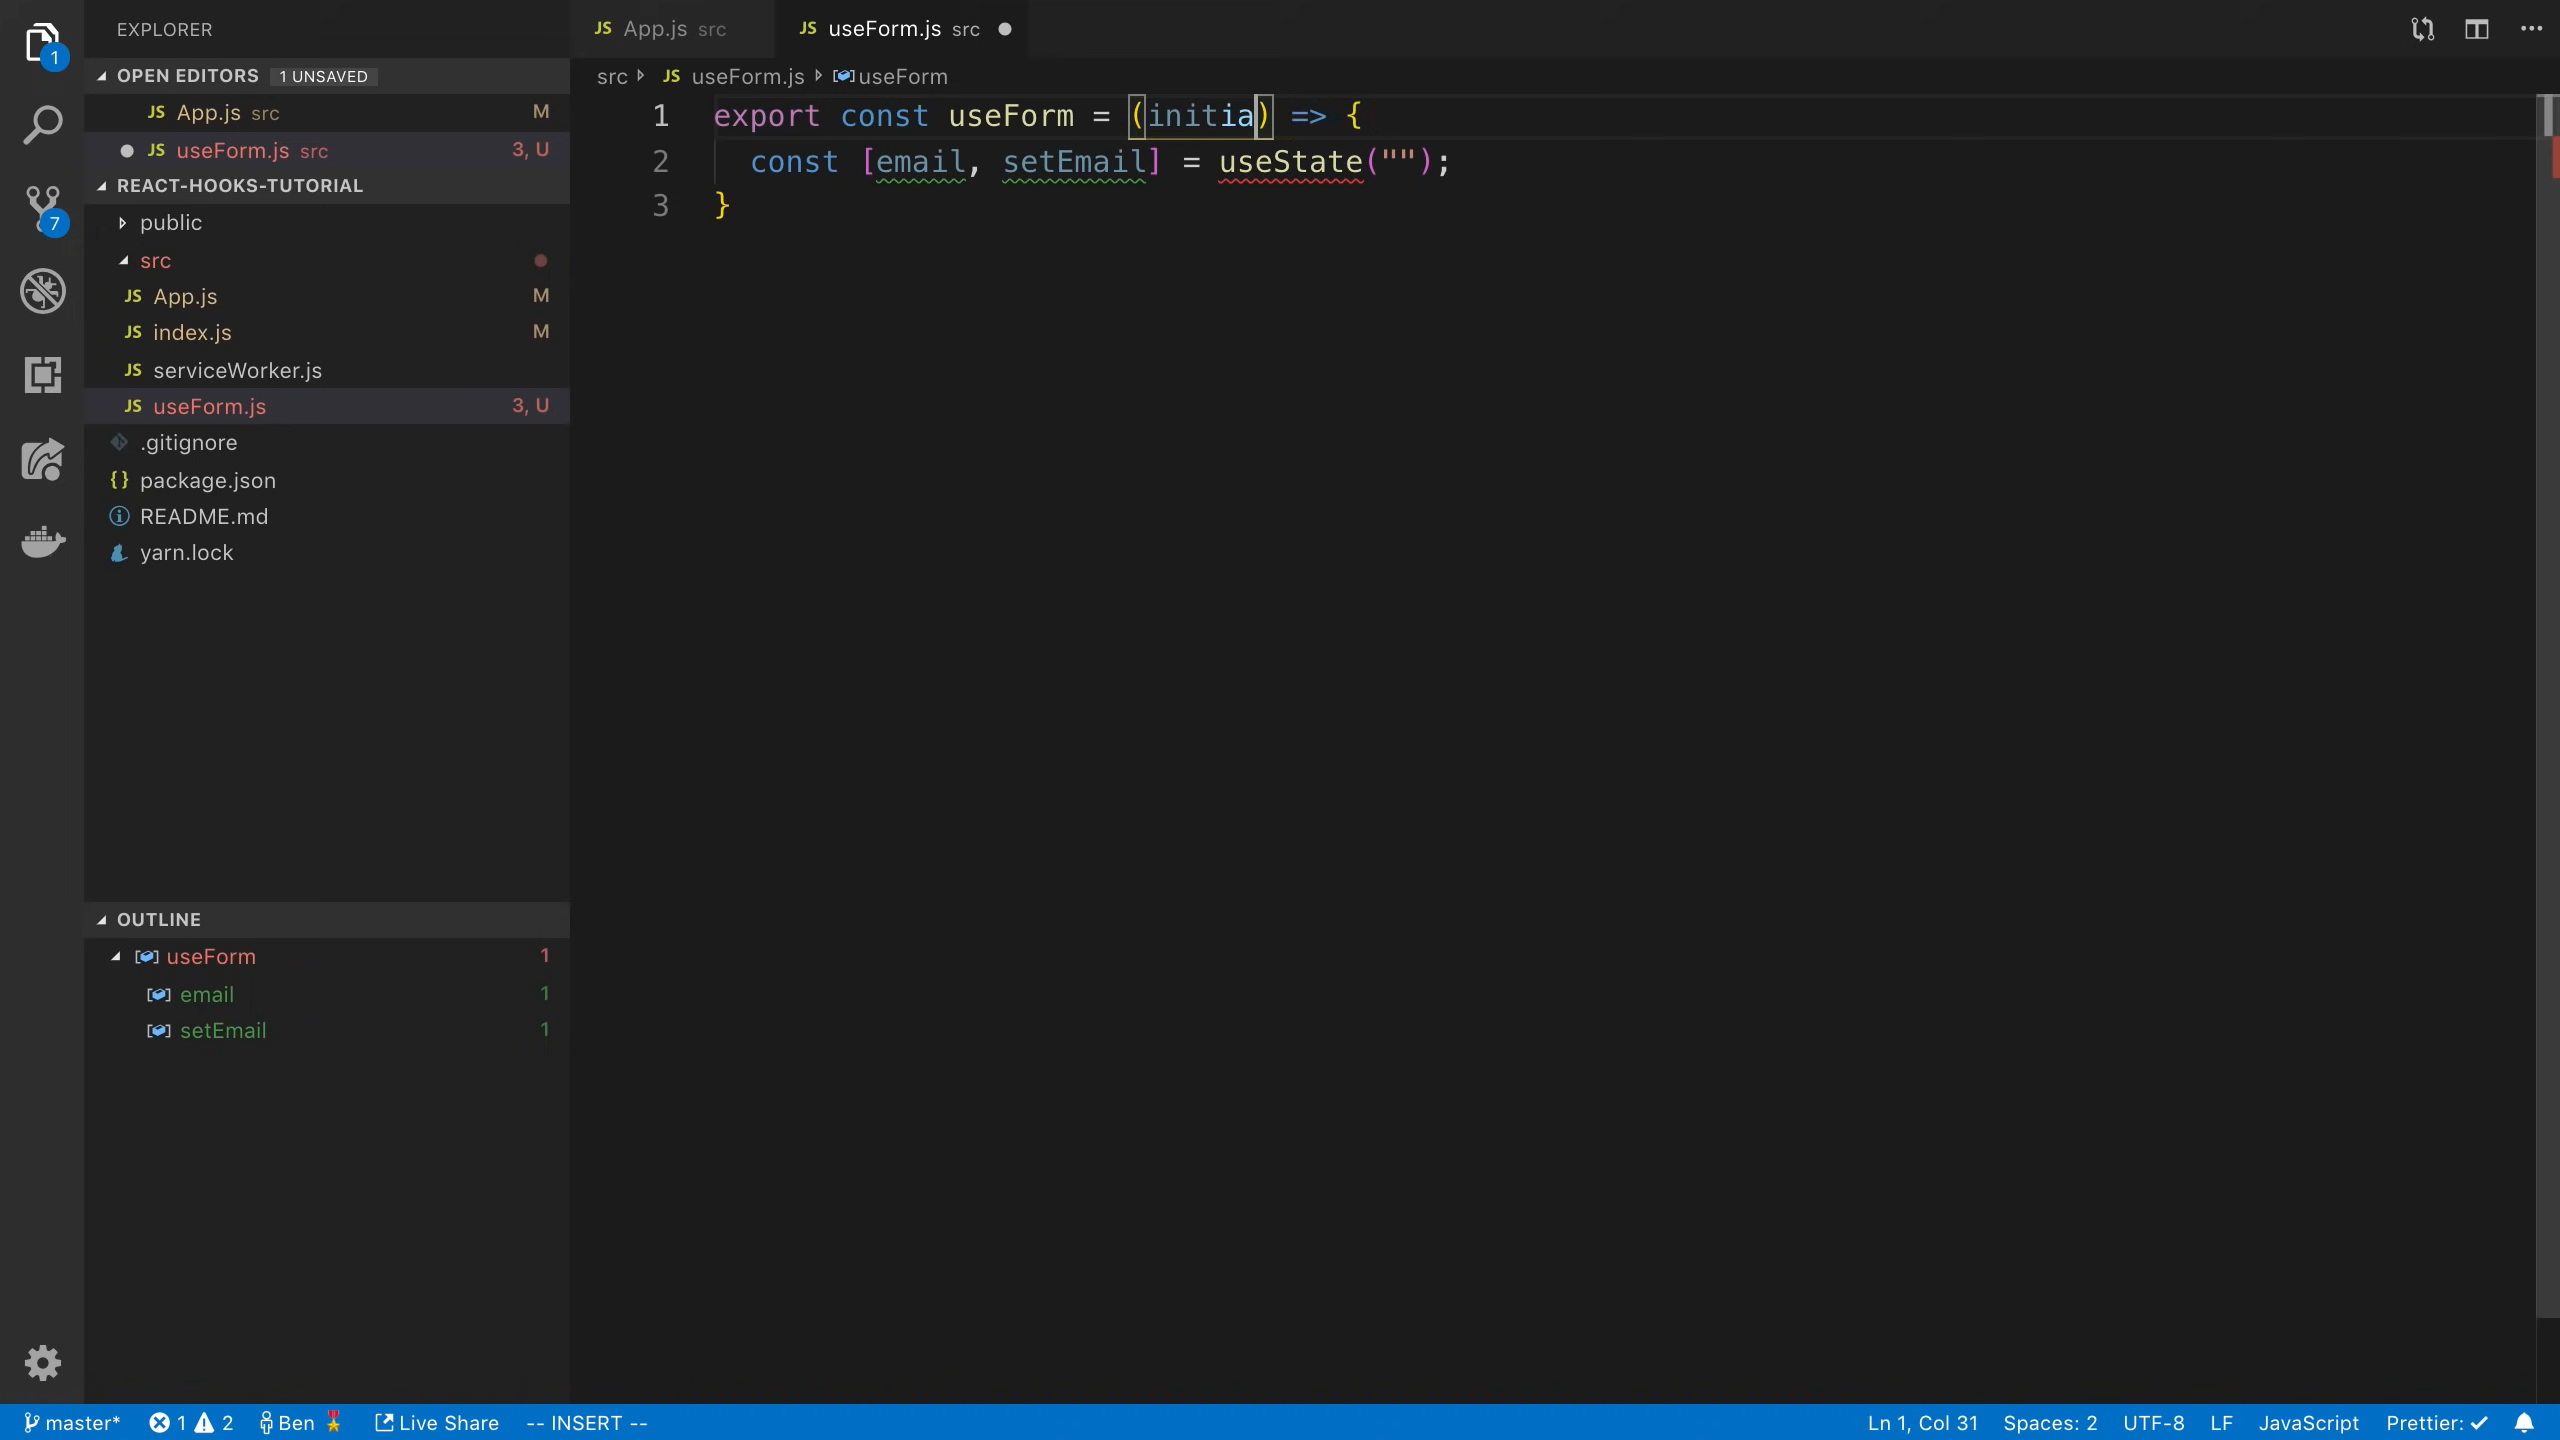 EXPLORER
OPEN EDITORS 1 UNSAVED
JS App.js src M
JS useForm.js src 3, U
REACT-HOOKS-TUTORIAL
public
src
JS App.js M
JS index.js M
JS serviceWorker.js
JS useForm.js 3, U
.gitignore
{} package.json
README.md
yarn.lock
OUTLINE
useForm 1
email 1
setEmail 1
1
7
JS App.js src JS useForm.js src
src JS useForm.js useForm
1 export const useForm = (initia) => {
2 const [email, setEmail] = useState("");
3 }
master* 1 2 Ben Live Share -- INSERT -- Ln 1, Col 31 Spaces: 2 UTF-8 LF JavaScript Prettier: ✓